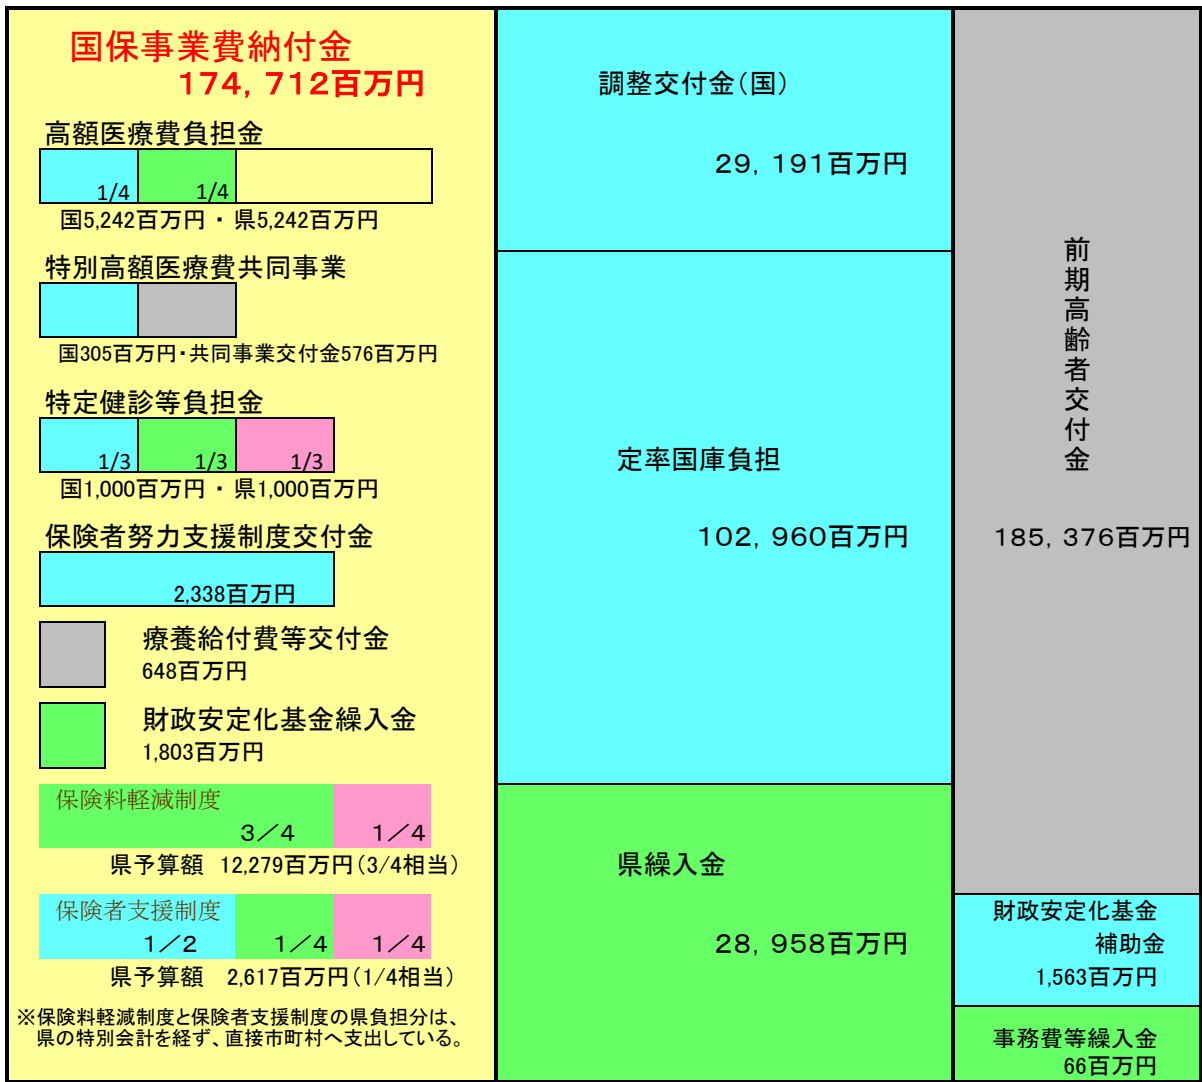 国保事業費納付金
174,712百万円
高額医療費負担金
1/4 1/4
国5,242百万円・県5,242百万円
特別高額医療費共同事業
国305百万円・共同事業交付金576百万円
特定健診等負担金
1/3 1/3 1/3
国1,000百万円・県1,000百万円
保険者努力支援制度交付金
2,338百万円
療養給付費等交付金
648百万円
財政安定化基金繰入金
1,803百万円
保険料軽減制度
3/4 1/4
県予算額 12,279百万円(3/4相当)
保険者支援制度
1/2 1/4 1/4
県予算額 2,617百万円(1/4相当)
※保険料軽減制度と保険者支援制度の県負担分は、
県の特別会計を経ず、直接市町村へ支出している。
調整交付金(国)
29,191百万円
定率国庫負担
102,960百万円
県繰入金
28,958百万円
前期高齢者交付金
185,376百万円
財政安定化基金
補助金
1,563百万円
事務費等繰入金
66百万円